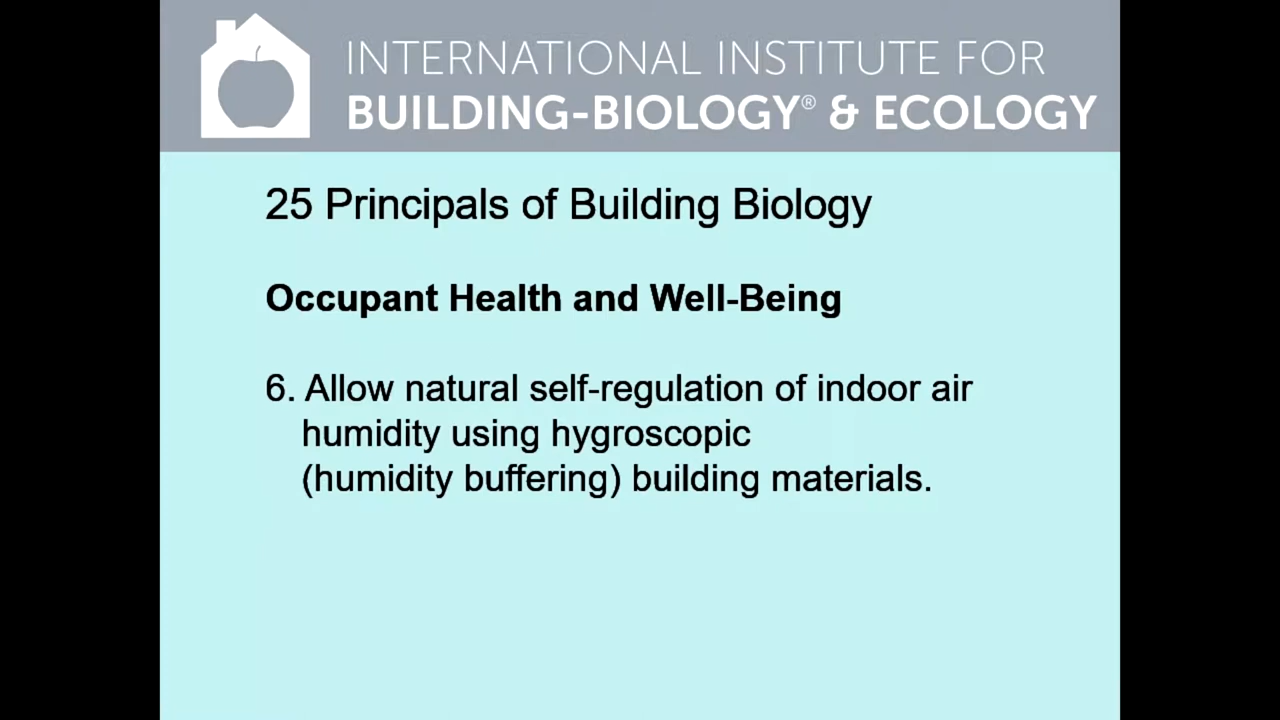 INTERNATIONAL INSTITUTE FOR
BUILDING-BIOLOGY® & ECOLOGY
25 Principals of Building Biology
Occupant Health and Well-Being
6. Allow natural self-regulation of indoor air
humidity using hygroscopic
(humidity buffering) building materials.